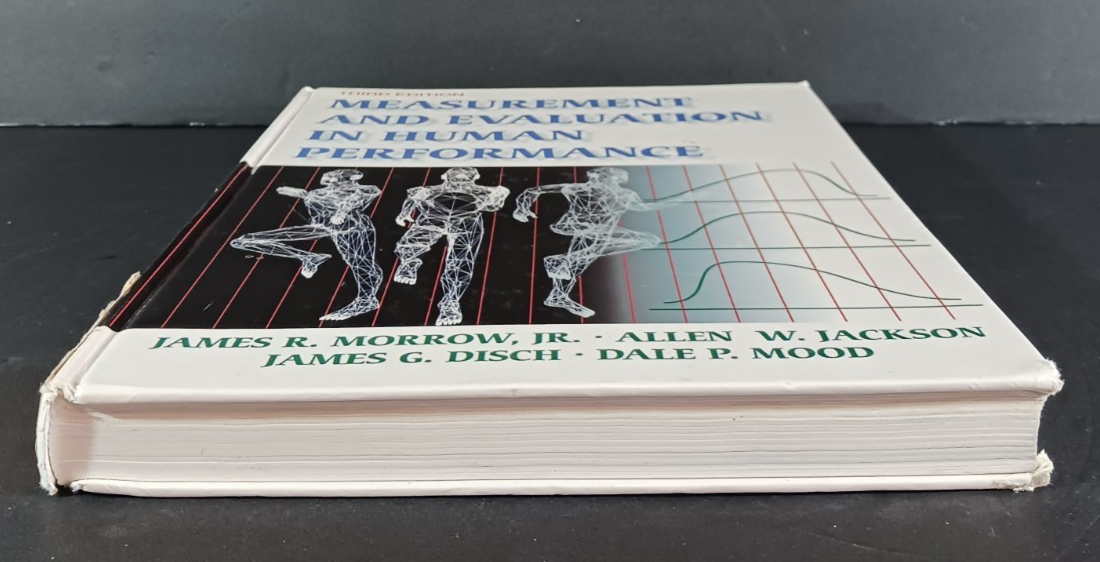 THIRD EDITION
MEASUREMENT
AND EVALUATION
IN HUMAN
PERFORMANCE
JAMES R. MORROW, JR. · ALLEN W. JACKSON
JAMES G. DISCH · DALE P. MOOD